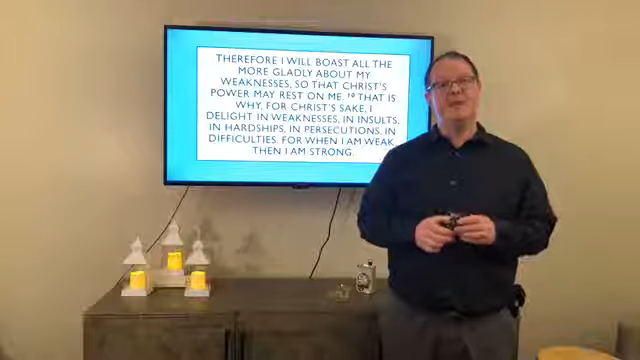 THEREFORE I WILL BOAST ALL THE
MORE GLADLY ABOUT MY
WEAKNESSES, SO THAT CHRIST'S
POWER MAY REST ON ME. 10 THAT IS
WHY, FOR CHRIST'S SAKE, I
DELIGHT IN WEAKNESSES, IN INSULTS,
IN HARDSHIPS, IN PERSECUTIONS, IN
DIFFICULTIES. FOR WHEN I AM WEAK,
THEN I AM STRONG.